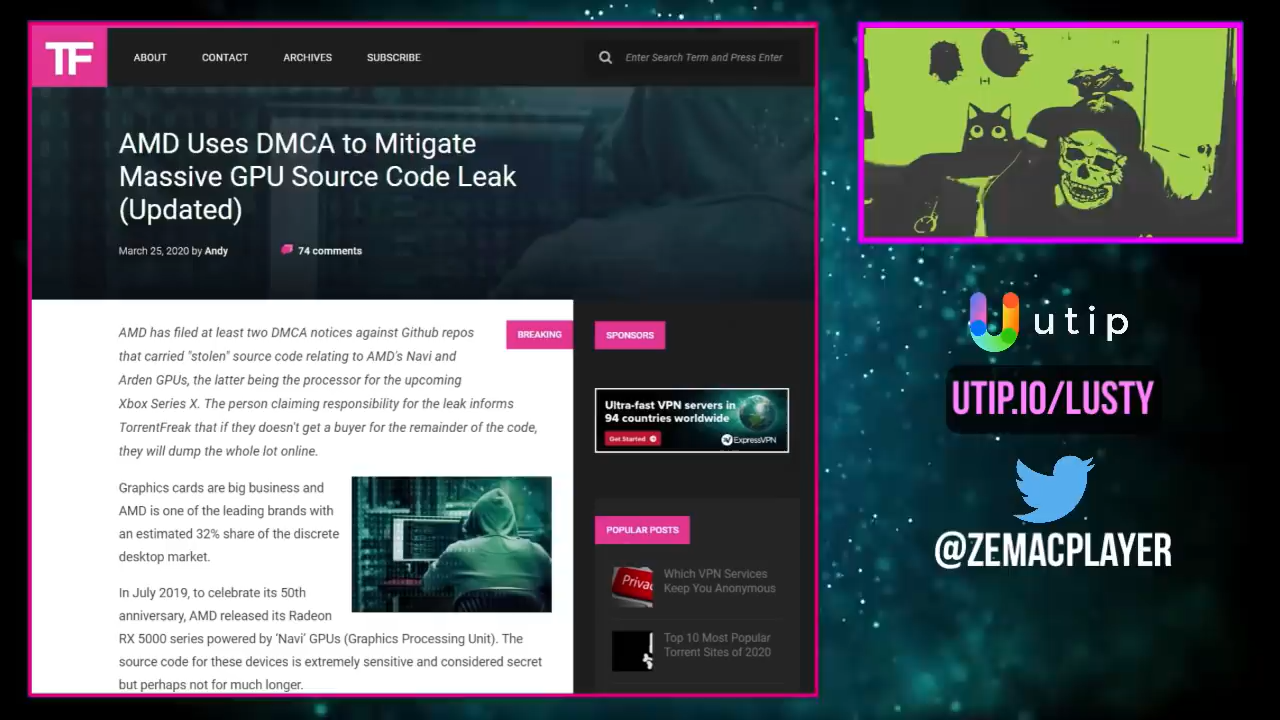 TF
ABOUT
CONTACT
ARCHIVES
SUBSCRIBE
Enter Search Term and Press Enter
AMD Uses DMCA to Mitigate
Massive GPU Source Code Leak
(Updated)
March 25, 2020 by Andy
74 comments
BREAKING
AMD has filed at least two DMCA notices against Github repos
that carried "stolen" source code relating to AMD's Navi and
Arden GPUs, the latter being the processor for the upcoming
Xbox Series X. The person claiming responsibility for the leak informs
TorrentFreak that if they doesn't get a buyer for the remainder of the code,
they will dump the whole lot online.
Graphics cards are big business and
AMD is one of the leading brands with
an estimated 32% share of the discrete
desktop market.
In July 2019, to celebrate its 50th
anniversary, AMD released its Radeon
RX 5000 series powered by 'Navi' GPUs (Graphics Processing Unit). The
source code for these devices is extremely sensitive and considered secret
but perhaps not for much longer.
SPONSORS
Ultra-fast VPN servers in
94 countries worldwide
Get Started
ExpressVPN
POPULAR POSTS
Priva
Which VPN Services
Keep You Anonymous
Top 10 Most Popular
Torrent Sites of 2020
utip
UTIP.IO/LUSTY
@ZEMACPLAYER